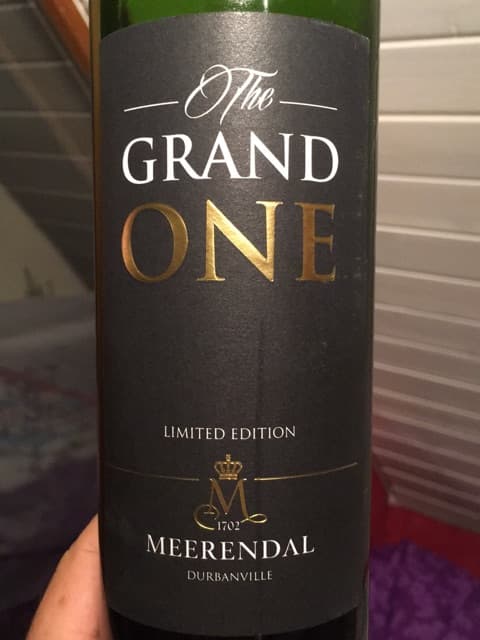 The
GRAND
ONE
LIMITED EDITION
M
1702
MEERENDAL
DURBANVILLE